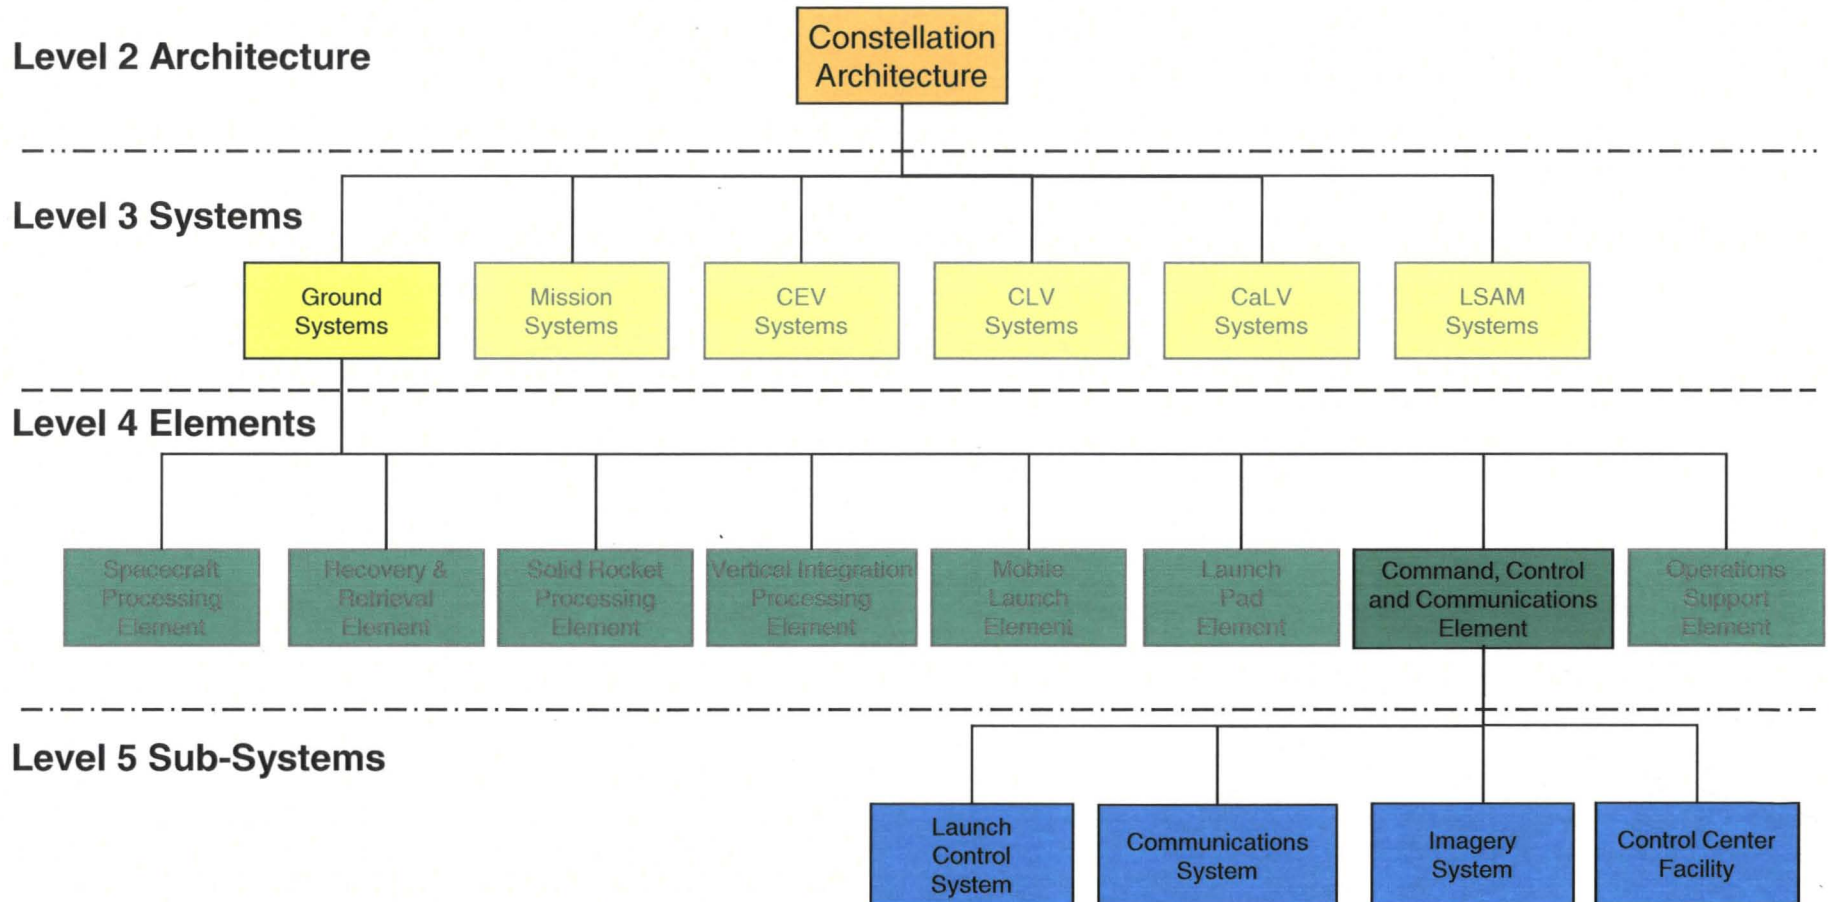 Level 2 Architecture
Constellation
Architecture
Level 3 Systems
Ground
Systems
Mission
Systems
CEV
Systems
CLV
Systems
CaLV
Systems
LSAM
Systems
Level 4 Elements
Spacecraft
Processing
Element
Recovery &
Retrieval
Element
Solid Rocket
Processing
Element
Vertical Integration
Processing
Element
Mobile
Launch
Element
Launch
Pad
Element
Command, Control
and Communications
Element
Operations
Support
Element
Level 5 Sub-Systems
Launch
Control
System
Communications
System
Imagery
System
Control Center
Facility